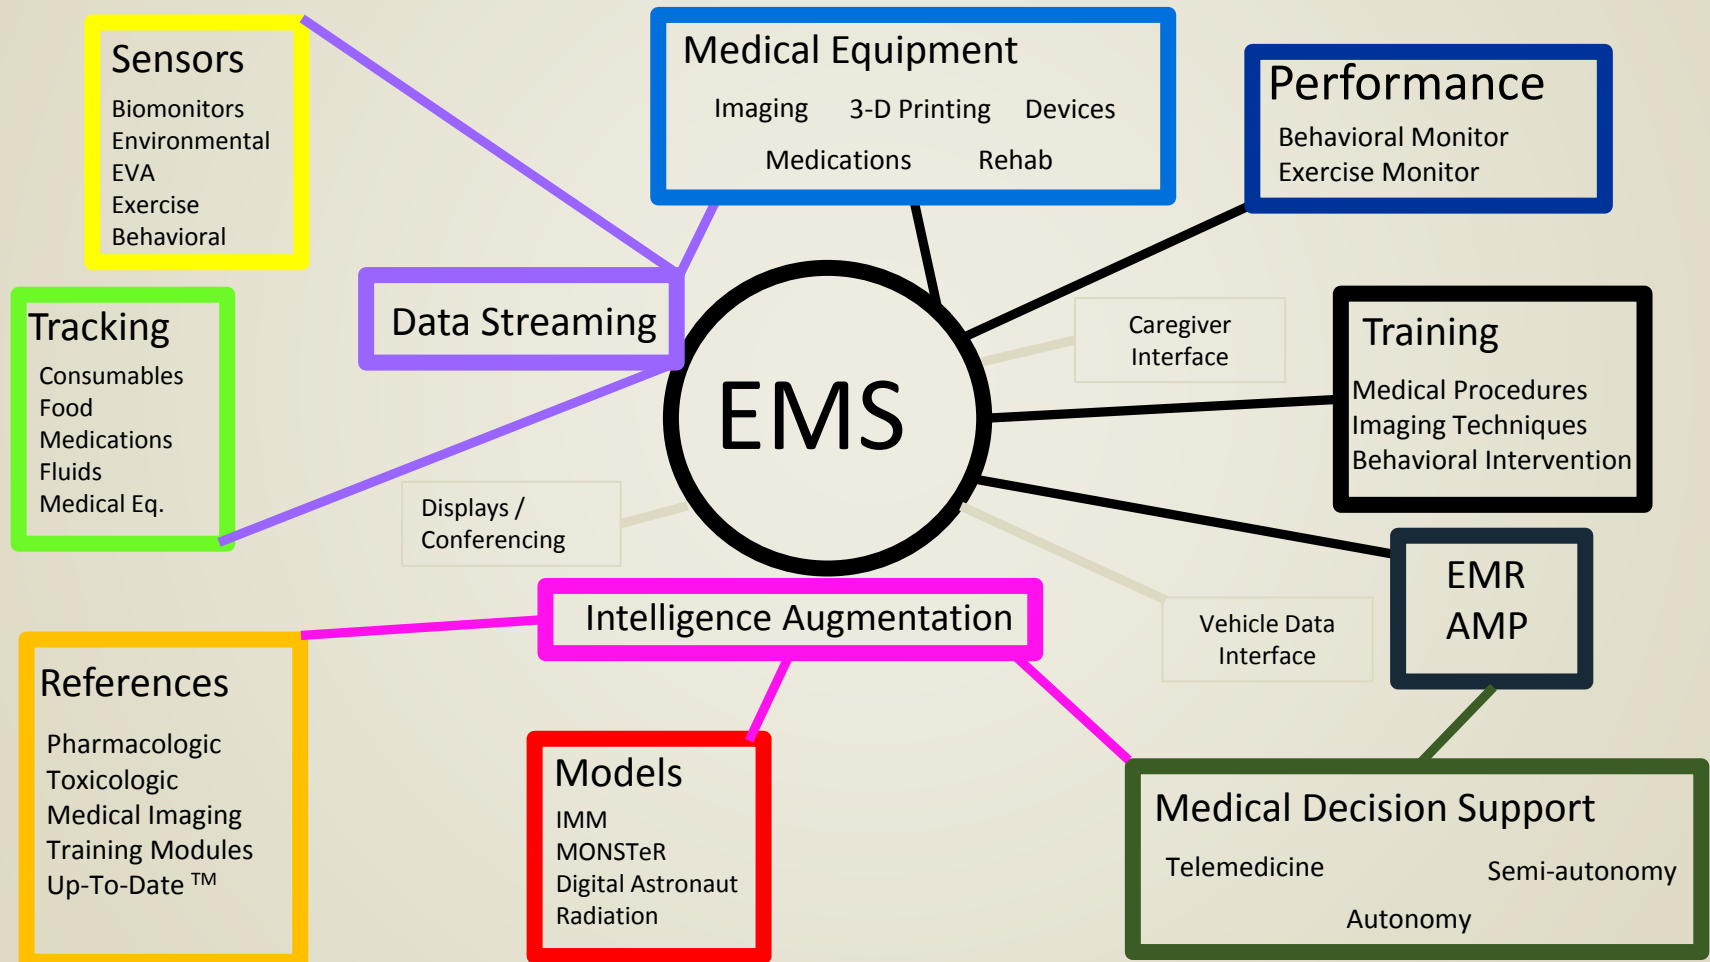 Sensors
Biomonitors
Environmental
EVA
Exercise
Behavioral
Medical Equipment
Imaging 3-D Printing Devices
Medications Rehab
Performance
Behavioral Monitor
Exercise Monitor
Tracking
Consumables
Food
Medications
Fluids
Medical Eq.
Data Streaming
EMS
Caregiver
Interface
Training
Medical Procedures
Imaging Techniques
Behavioral Intervention
Displays /
Conferencing
Intelligence Augmentation
Vehicle Data
Interface
EMR
AMP
References
Pharmacologic
Toxicologic
Medical Imaging
Training Modules
Up-To-Date ™
Models
IMM
MONSTeR
Digital Astronaut
Radiation
Medical Decision Support
Telemedicine
Semi-autonomy
Autonomy